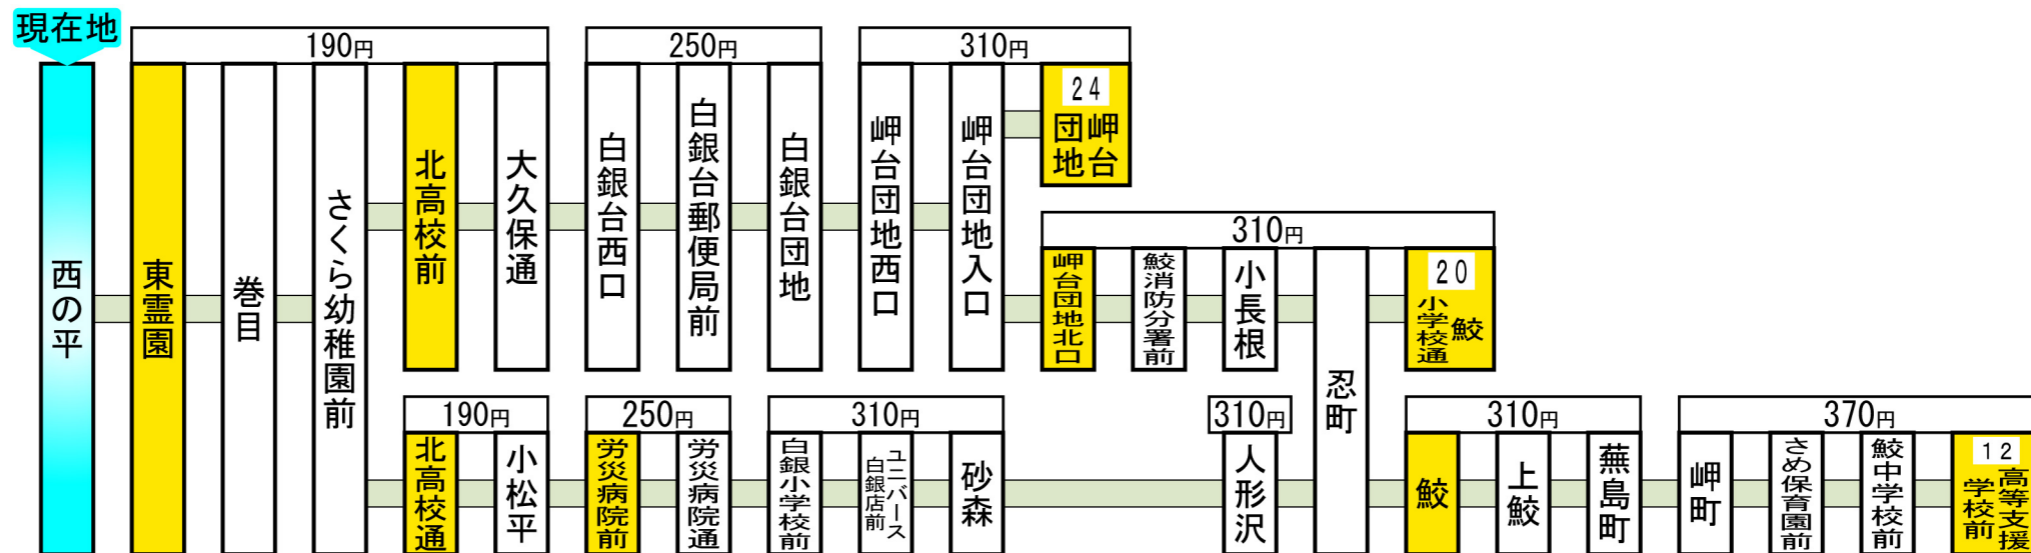 現在地
190円
250円
310円
西の平
東霊園
巻目
さくら幼稚園前
北高校前
大久保通
白銀台西口
白銀台郵便局前
白銀台団地
岬台団地西口
岬台団地入口
24
岬台
団地
310円
岬台団地北口
鮫消防分署前
小長根
忍町
20
鮫
小学校通
190円
250円
310円
310円
310円
370円
北高校通
小松平
労災病院前
労災病院通
白銀小学校前
ユニバース
白銀店前
砂森
人形沢
鮫
上鮫
蕪島町
岬町
さめ保育園前
鮫中学校前
12
高等支援
学校前